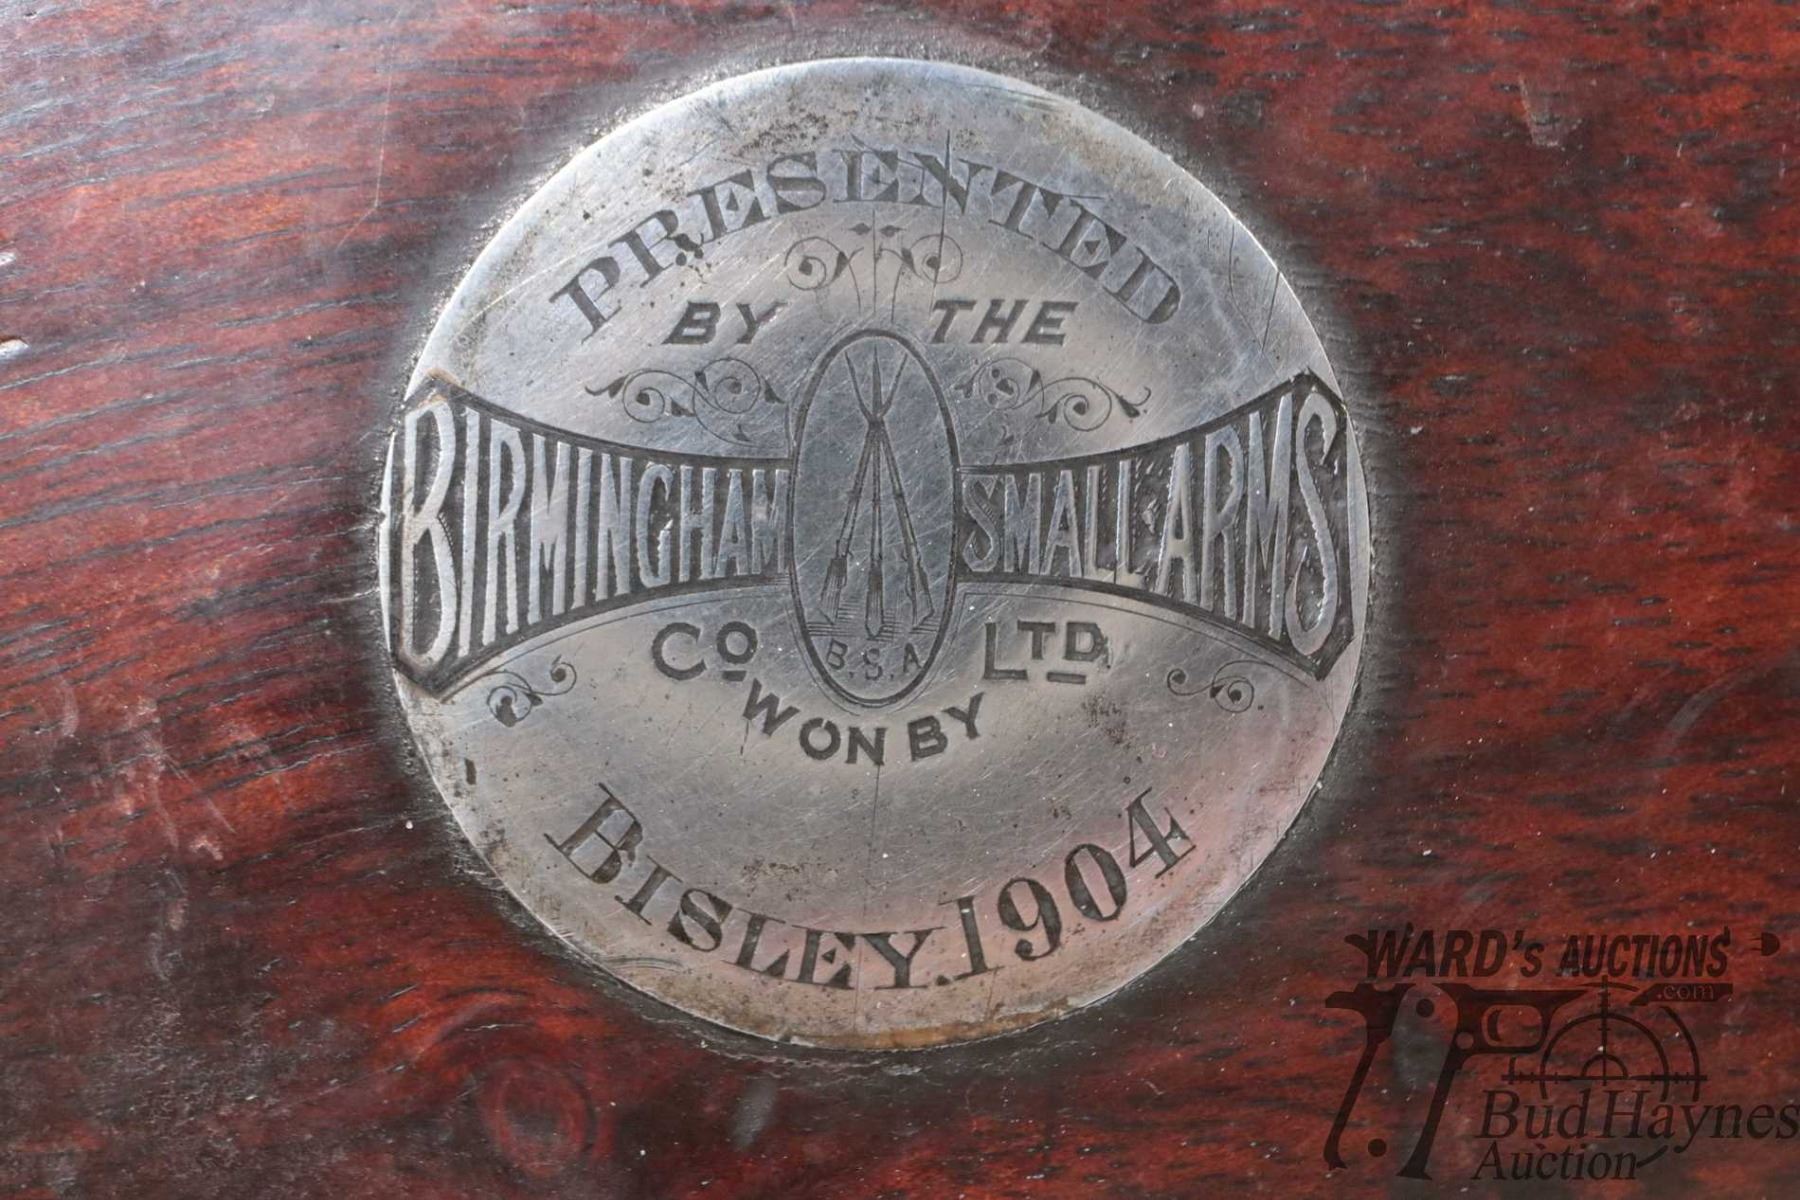 PRESENTED
BY THE
BIRMINGHAM SMALL ARMS
B.S.A
Co LTD
WON BY
BISLEY.1904
WARD's AUCTIONS
.com
Bud Haynes
Auction